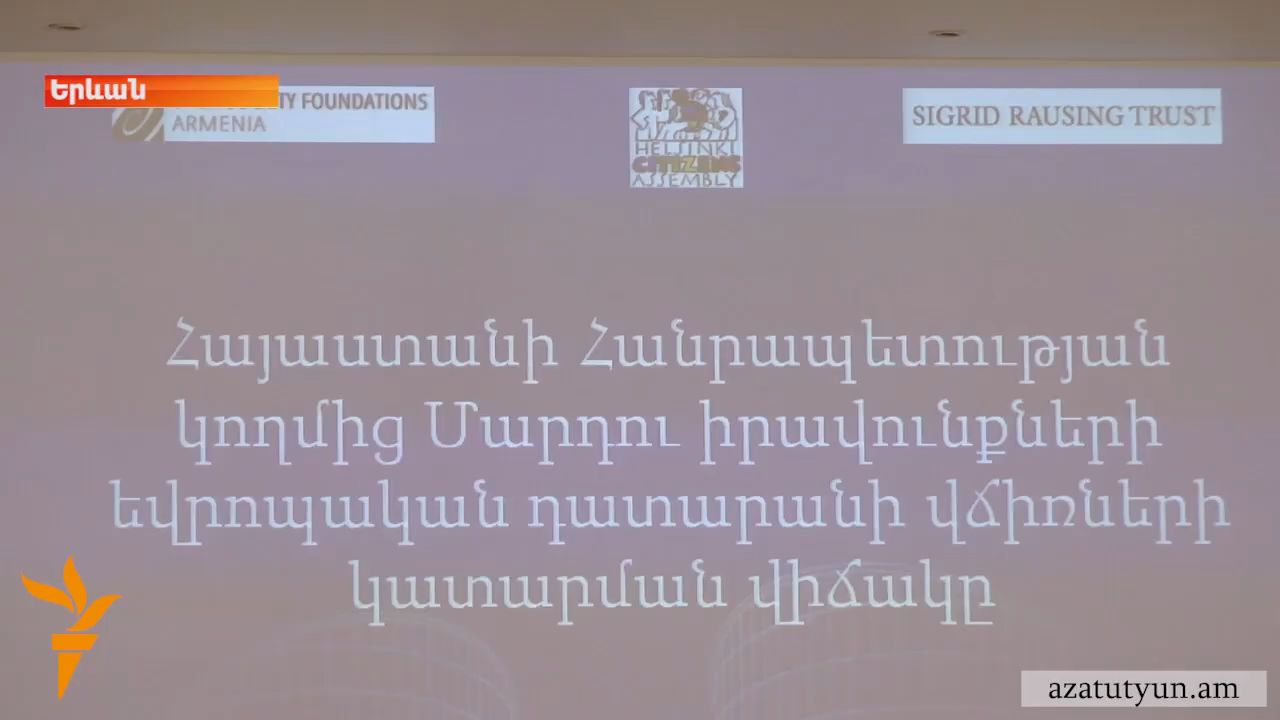 Երևան
TY FOUNDATIONS
ARMENIA
HELSINKI
CITIZENS
ASSEMBLY
SIGRID RAUSING TRUST
Հայաստանի Հանրապետության
կողմից Մարդու իրավունքների
եվրոպական դատարանի վճիռների
կատարման վիճակը
azatutyun.am